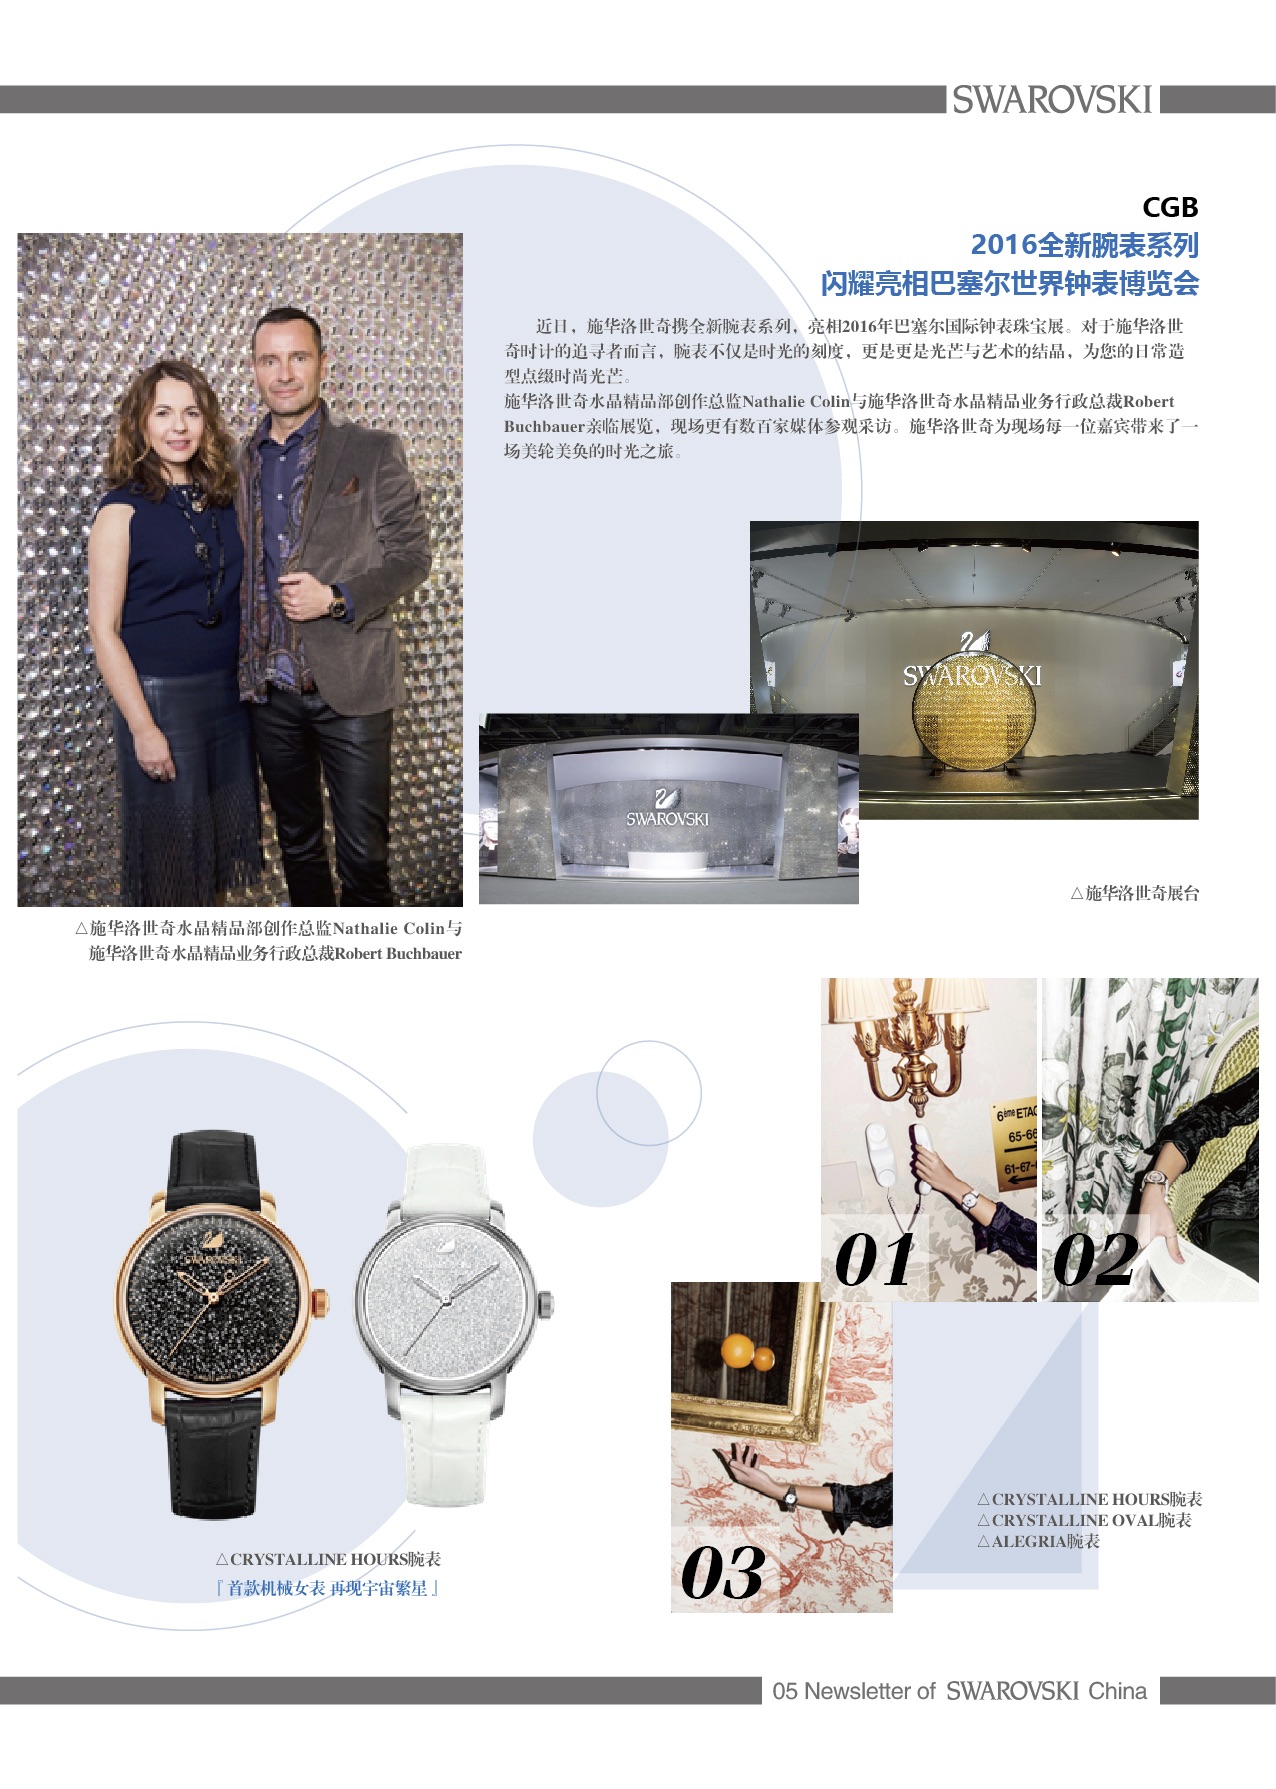 SWAROVSKI
CGB
2016全新腕表系列
闪耀亮相巴塞尔世界钟表博览会
近日，施华洛世奇携全新腕表系列，亮相2016年巴塞尔国际钟表珠宝展。对于施华洛世
奇时计的追寻者而言，腕表不仅是时光的刻度，更是更是光芒与艺术的结晶，为您的日常造
型点缀时尚光芒。
施华洛世奇水晶精品部创作总监Nathalie Colin与施华洛世奇水晶精品业务行政总裁Robert
Buchbauer亲临展览，现场更有数百家媒体参观采访。施华洛世奇为现场每一位嘉宾带来了一
场美轮美奂的时光之旅。
SWAROVSKI
SWAROVSKI
△施华洛世奇展台
△施华洛世奇水晶精品部创作总监Nathalie Colin与
施华洛世奇水晶精品业务行政总裁Robert Buchbauer
6ème ETAG
65-66
61-67-6
01
02
03
SWAROVSKI
△CRYSTALLINE HOURS腕表
『首款机械女表 再现宇宙繁星』
△CRYSTALLINE HOURS腕表
△CRYSTALLINE OVAL腕表
△ALEGRIA腕表
05 Newsletter of SWAROVSKI China